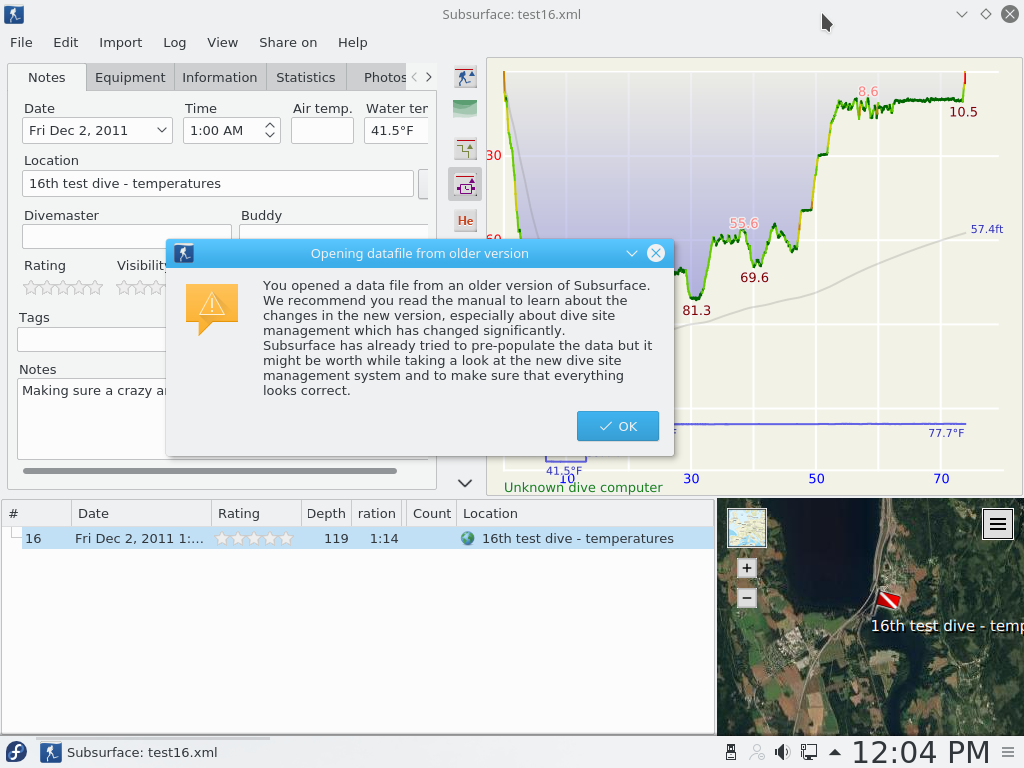 Subsurface: test16.xml
File Edit Import Log View Share on Help
Notes Equipment Information Statistics Photos
Date Time Air temp. Water ten
Fri Dec 2, 2011 1:00 AM 41.5°F
Location
16th test dive - temperatures
Divemaster Buddy
Rating Visibility
Tags
Notes
Making sure a crazy a
He
30
60
8.6
10.5
55.6
69.6
81.3
57.4ft
77.7°F
41.5°F
10 30 50 70
Unknown dive computer
Opening datafile from older version
You opened a data file from an older version of Subsurface.
We recommend you read the manual to learn about the
changes in the new version, especially about dive site
management which has changed significantly.
Subsurface has already tried to pre-populate the data but it
might be worth while taking a look at the new dive site
management system and to make sure that everything
looks correct.
OK
# Date Rating Depth ration Count Location
16 Fri Dec 2, 2011 1:... 119 1:14 16th test dive - temperatures
+
−
16th test dive - temp
Subsurface: test16.xml
12:04 PM